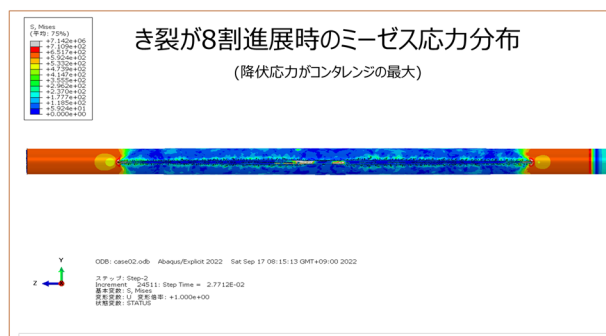 S, Mises
(平均: 75%)
+7.142e+06
+7.109e+02
+6.517e+02
+5.924e+02
+5.332e+02
+4.739e+02
+4.147e+02
+3.555e+02
+2.962e+02
+2.370e+02
+1.777e+02
+1.185e+02
+5.924e+01
+0.000e+00
き裂が8割進展時のミーゼス応力分布
(降伏応力がコンタレンジの最大)
ODB: case02.odb Abaqus/Explicit 2022 Sat Sep 17 08:15:13 GMT+09:00 2022
Y
Z
ステップ: Step-2
Increment 24511: Step Time = 2.7712E-02
基本変数: S, Mises
変形変数: U 変形倍率: +1.000e+00
状態変数: STATUS